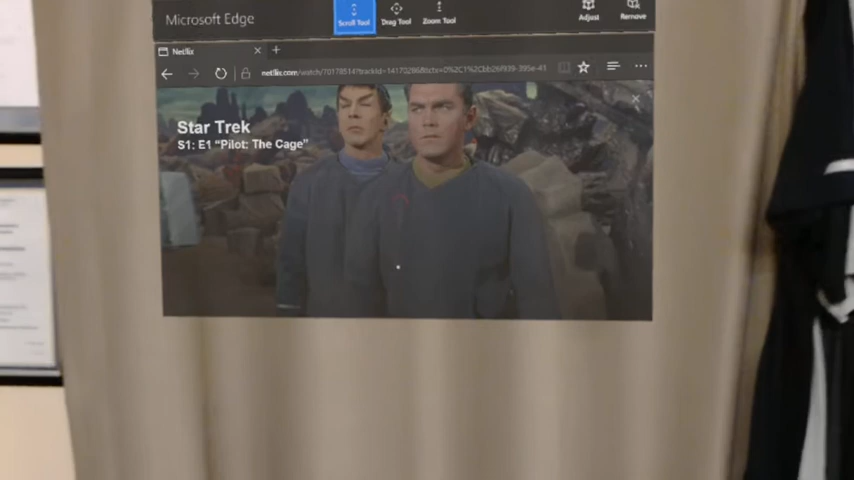 Microsoft Edge
Scroll Tool
Drag Tool
Zoom Tool
Adjust
Remove
Netflix
Star Trek
S1: E1 "Pilot: The Cage"